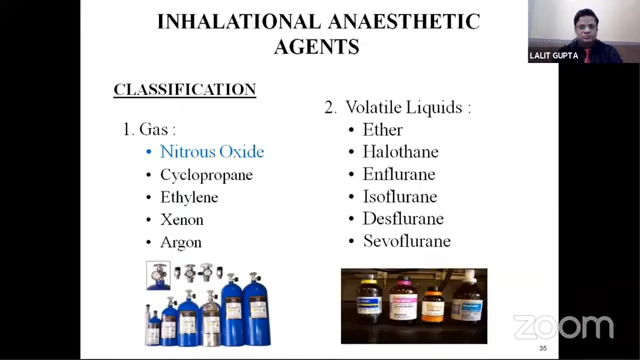 INHALATIONAL ANAESTHETIC
AGENTS
LALIT GUPTA
CLASSIFICATION
1. Gas :
• Nitrous Oxide
• Cyclopropane
• Ethylene
• Xenon
• Argon
2. Volatile Liquids :
• Ether
• Halothane
• Enflurane
• Isoflurane
• Desflurane
• Sevoflurane
zoom
35